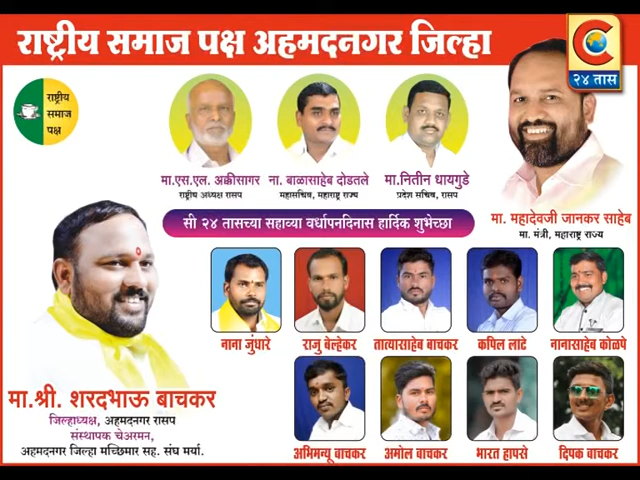 राष्ट्रीय समाज पक्ष अहमदनगर जिल्हा
C
२४ तास
राष्ट्रीय
समाज
पक्ष
मा.एस.एल. अक्कीसागर
राष्ट्रीय अध्यक्ष रासप
ना. बाळासाहेब दोडतले
महासचिव, महाराष्ट्र राज्य
मा.नितीन धायगुडे
प्रदेश सचिव, रासप
मा. महादेवजी जानकर साहेब
मा. मंत्री, महाराष्ट्र राज्य
सी २४ तासच्या सहाव्या वर्धापनदिनास हार्दिक शुभेच्छा
नाना जुंधारे
राजु बेल्हेकर
तात्यासाहेब बाचकर
कपिल लाटे
नानासाहेब कोळपे
मा.श्री. शरदभाऊ बाचकर
जिल्हाध्यक्ष, अहमदनगर रासप
संस्थापक चेअरमन,
अहमदनगर जिल्हा मच्छिमार सह. संघ मर्या.
अभिमन्यु बाचकर
अमोल बाचकर
भारत हापसे
दिपक बाचकर